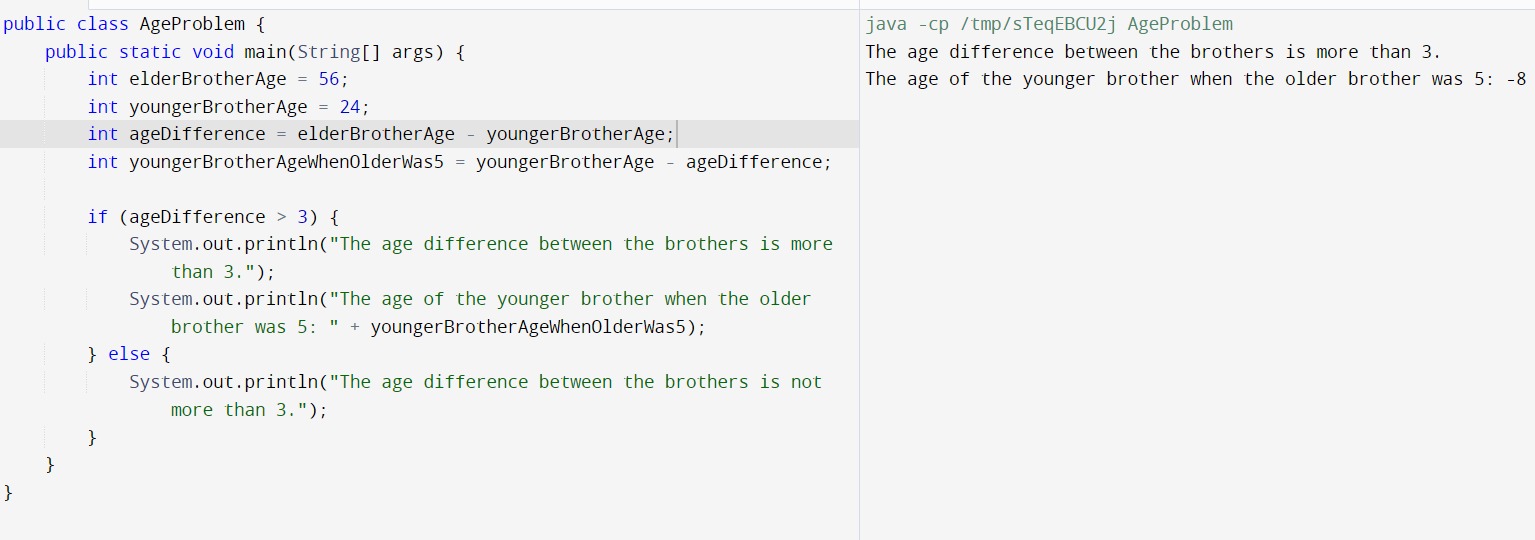 public class AgeProblem {
    public static void main(String[] args) {
        int elderBrotherAge = 56;
        int youngerBrotherAge = 24;
        int ageDifference = elderBrotherAge - youngerBrotherAge;
        int youngerBrotherAgeWhenOlderWas5 = youngerBrotherAge - ageDifference;
        if (ageDifference > 3) {
            System.out.println("The age difference between the brothers is more
                than 3.");
            System.out.println("The age of the younger brother when the older
                brother was 5: " + youngerBrotherAgeWhenOlderWas5);
        } else {
            System.out.println("The age difference between the brothers is not
                more than 3.");
        }
    }
}
java -cp /tmp/sTeqEBCU2j AgeProblem
The age difference between the brothers is more than 3.
The age of the younger brother when the older brother was 5: -8